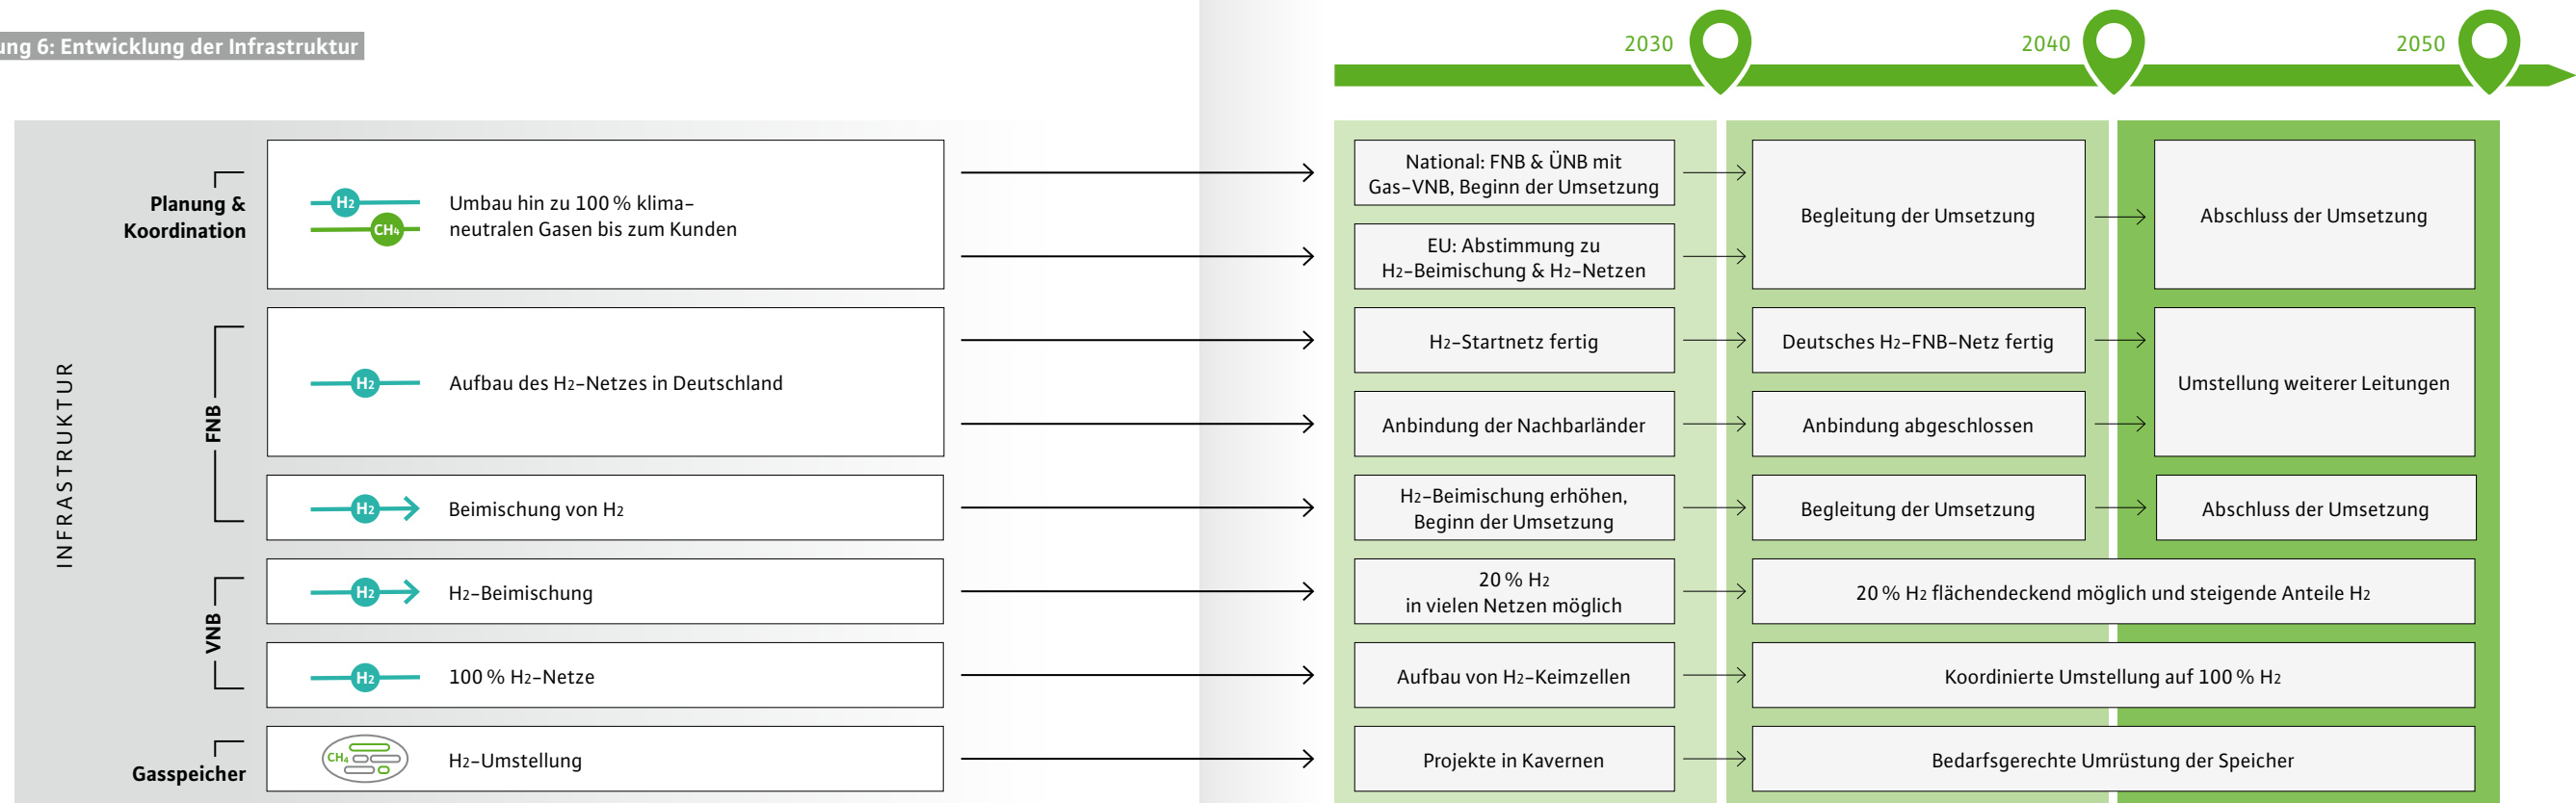 ung 6: Entwicklung der Infrastruktur
2030
2040
2050
INFRASTRUKTUR
Planung &
Koordination
H2
CH4
Umbau hin zu 100 % klima-
neutralen Gasen bis zum Kunden
National: FNB & ÜNB mit
Gas-VNB, Beginn der Umsetzung
EU: Abstimmung zu
H2-Beimischung & H2-Netzen
Begleitung der Umsetzung
Abschluss der Umsetzung
FNB
H2
Aufbau des H2-Netzes in Deutschland
H2-Startnetz fertig
Deutsches H2-FNB-Netz fertig
Anbindung der Nachbarländer
Anbindung abgeschlossen
Umstellung weiterer Leitungen
H2
Beimischung von H2
H2-Beimischung erhöhen,
Beginn der Umsetzung
Begleitung der Umsetzung
Abschluss der Umsetzung
VNB
H2
H2-Beimischung
20 % H2
in vielen Netzen möglich
20 % H2 flächendeckend möglich und steigende Anteile H2
H2
100 % H2-Netze
Aufbau von H2-Keimzellen
Koordinierte Umstellung auf 100 % H2
Gasspeicher
CH4
H2-Umstellung
Projekte in Kavernen
Bedarfsgerechte Umrüstung der Speicher